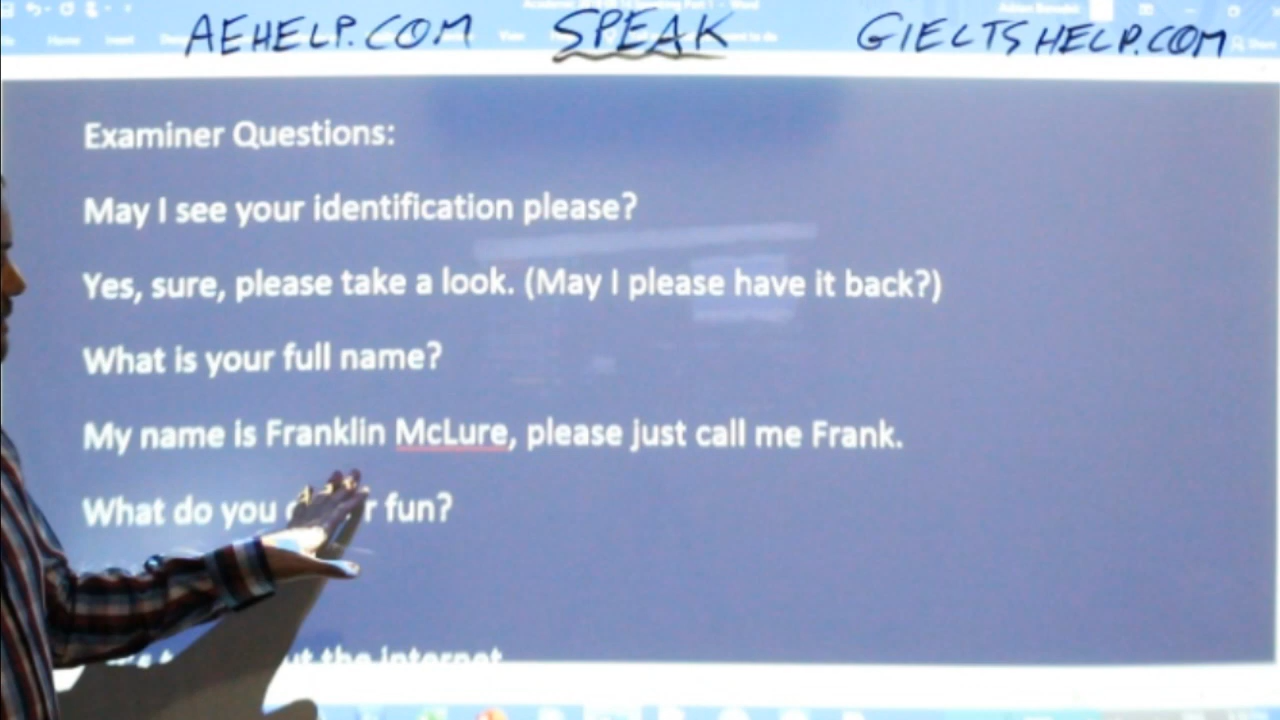 AEHELP.COM SPEAK GIELTSHELP.COM
Examiner Questions:
May I see your identification please?
Yes, sure, please take a look. (May I please have it back?)
What is your full name?
My name is Franklin McLure, please just call me Frank.
What do you fun?
the internet